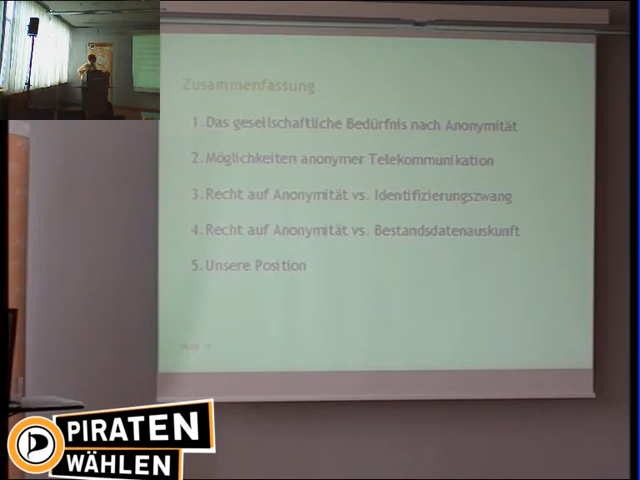 Zusammenfassung
1. Das gesellschaftliche Bedürfnis nach Anonymität
2. Möglichkeiten anonymer Telekommunikation
3. Recht auf Anonymität vs. Identifizierungszwang
4. Recht auf Anonymität vs. Bestandsdatenauskunft
5. Unsere Position
PIRATEN
WÄHLEN